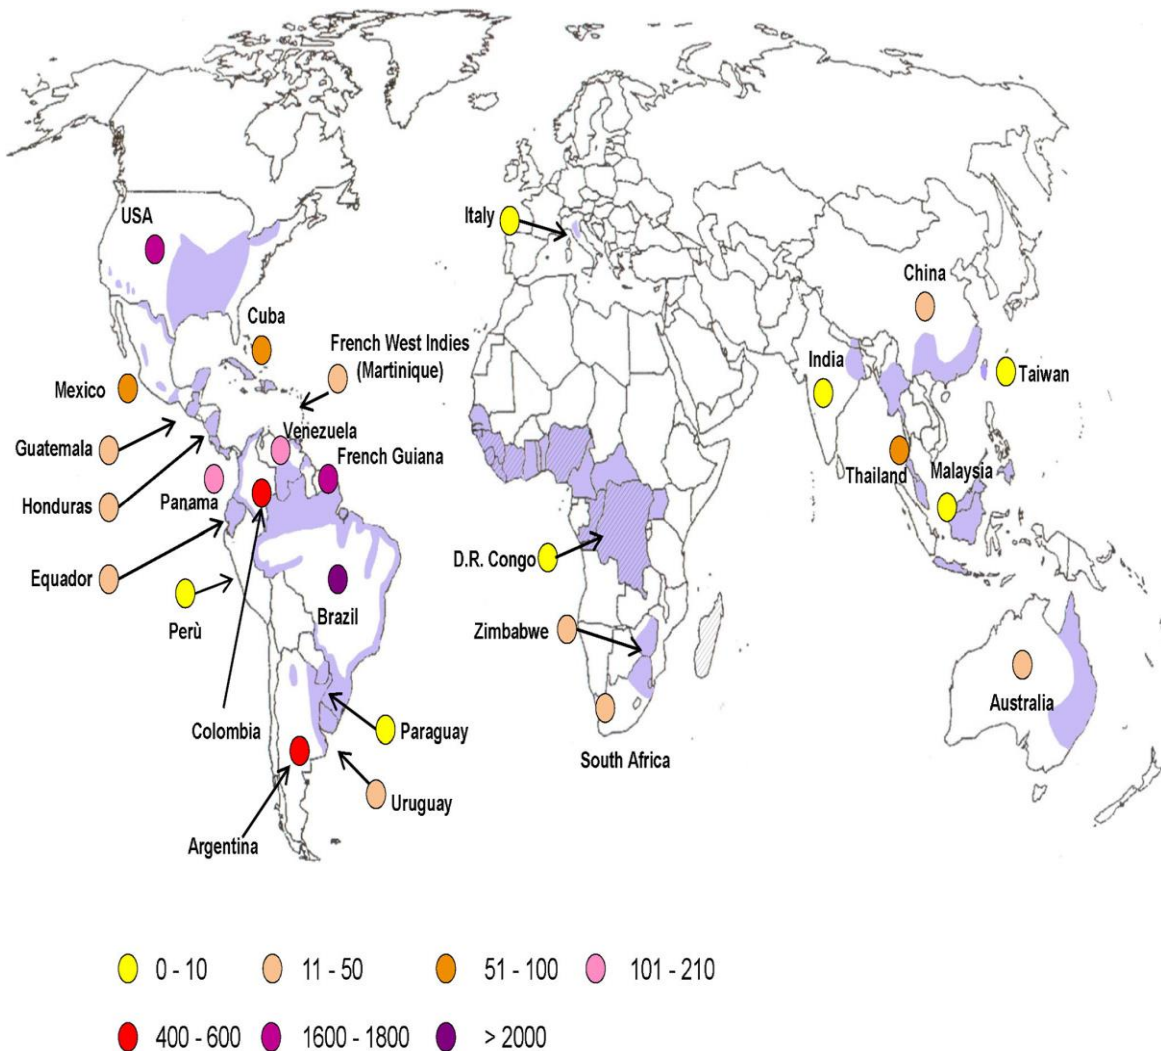 USA
Italy
China
Cuba
French West Indies
(Martinique)
India
Taiwan
Mexico
Venezuela
Guatemala
French Guiana
Thailand
Malaysia
Panama
Honduras
D.R. Congo
Equador
Brazil
Perù
Zimbabwe
Australia
Colombia
Paraguay
South Africa
Uruguay
Argentina
0 - 10
11 - 50
51 - 100
101 - 210
400 - 600
1600 - 1800
> 2000